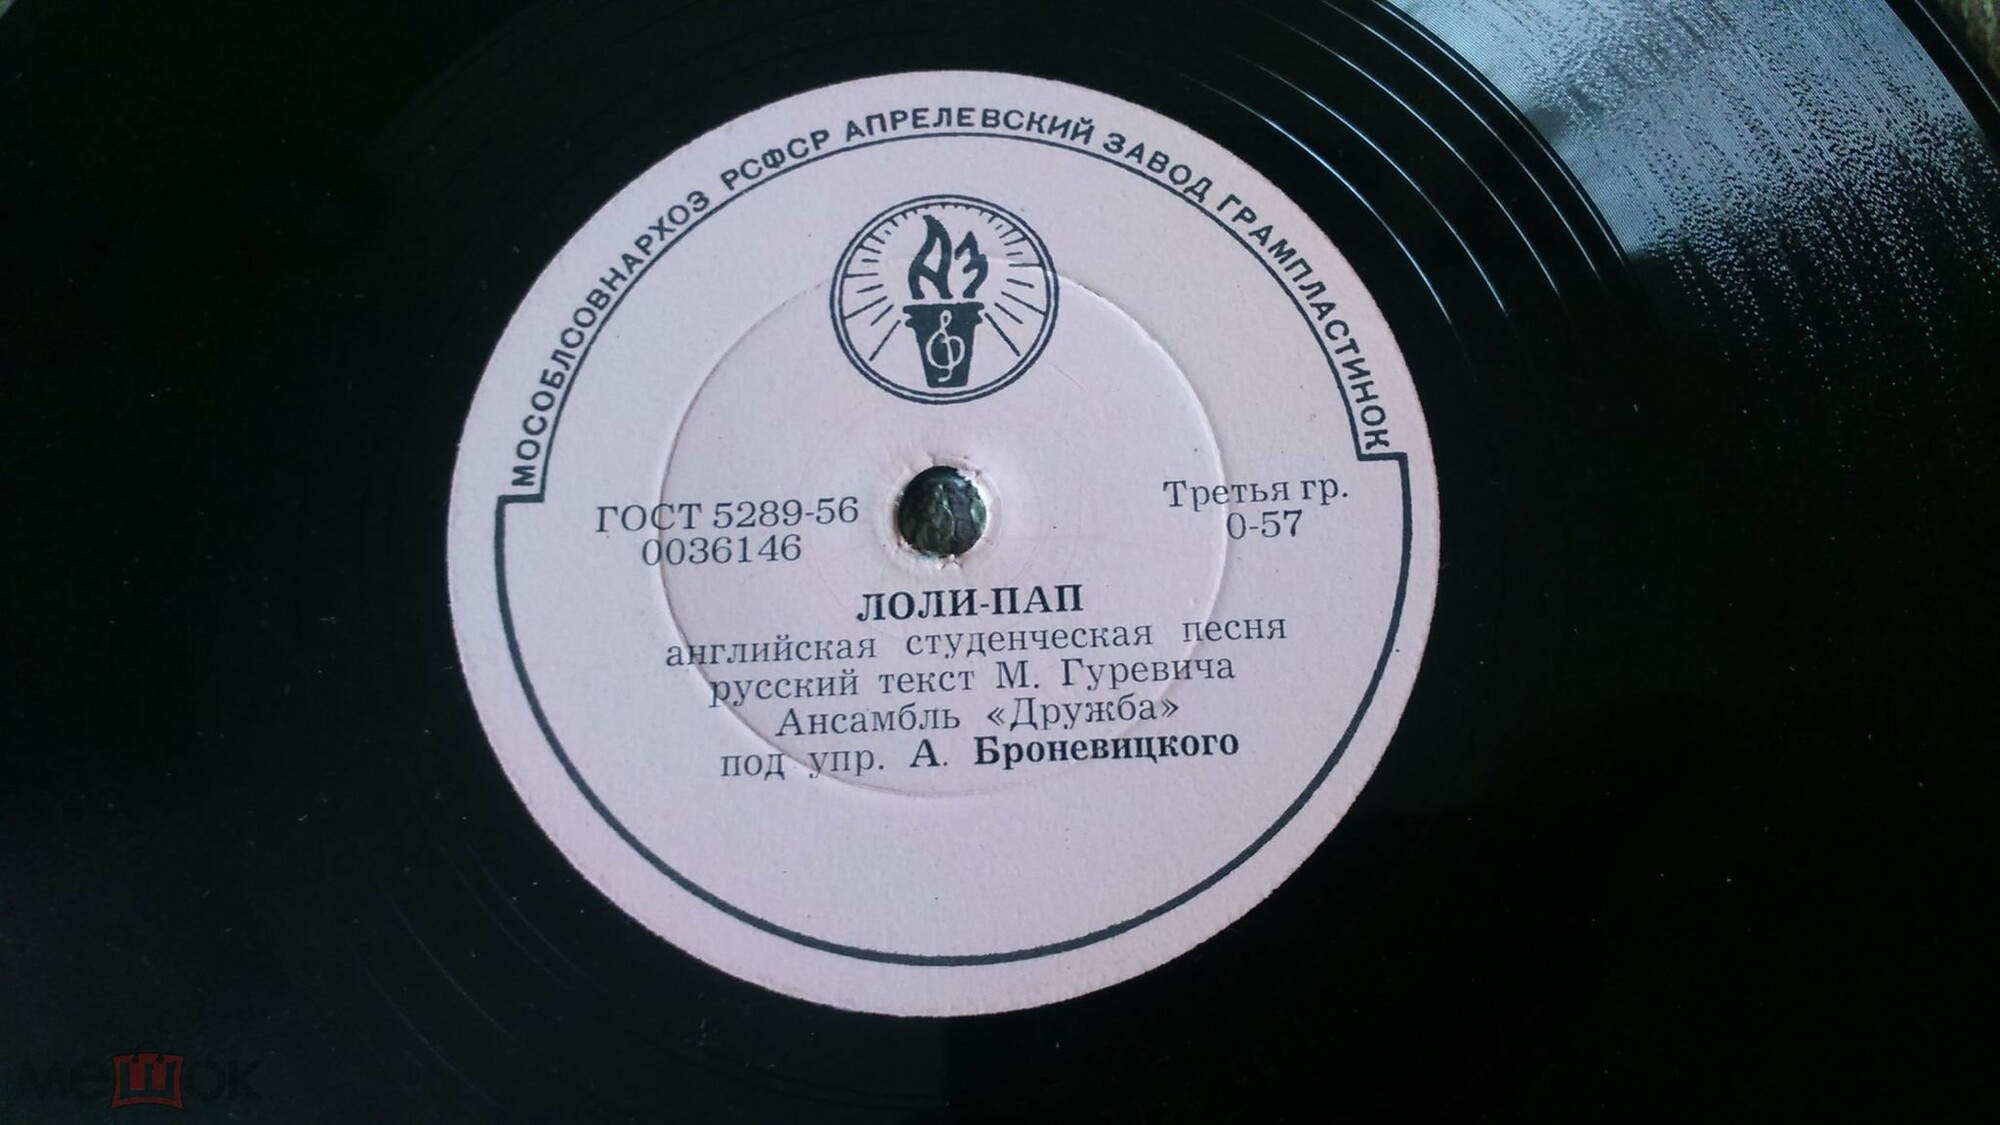 МОСОБЛСОВНАРХОЗ РСФСР АПРЕЛЕВСКИЙ ЗАВОД ГРАМПЛАСТИНОК
АЗ
ГОСТ 5289-56
0036146
Третья гр.
0-57
ЛОЛИ-ПАП
английская студенческая песня
русский текст М. Гуревича
Ансамбль «Дружба»
под упр. А. Броневицкого
мешок